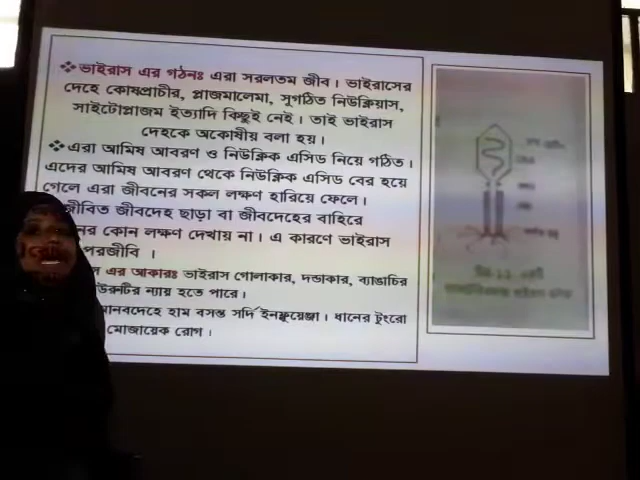 ❖ভাইরাস এর গঠনঃ এরা সরলতম জীব। ভাইরাসের
দেহে কোষপ্রাচীর, প্লাজমালেমা, সুগঠিত নিউক্লিয়াস,
সাইটোপ্লাজম ইত্যাদি কিছুই নেই। তাই ভাইরাস
দেহকে অকোষীয় বলা হয়।
❖এরা আমিষ আবরণ ও নিউক্লিক এসিড নিয়ে গঠিত।
এদের আমিষ আবরণ থেকে নিউক্লিক এসিড বের হয়ে
গেলে এরা জীবনের সকল লক্ষণ হারিয়ে ফেলে।
জীবিত জীবদেহ ছাড়া বা জীবদেহের বাহিরে
কোন লক্ষণ দেখায় না। এ কারণে ভাইরাস
পরজীবি।
এর আকারঃ ভাইরাস গোলাকার, দন্ডাকার, ব্যাঙাচির
ন্যায় হতে পারে।
মানবদেহে হাম বসন্ত সর্দি ইনফ্লুয়েঞ্জা। ধানের টুংরো
মোজায়েক রোগ।